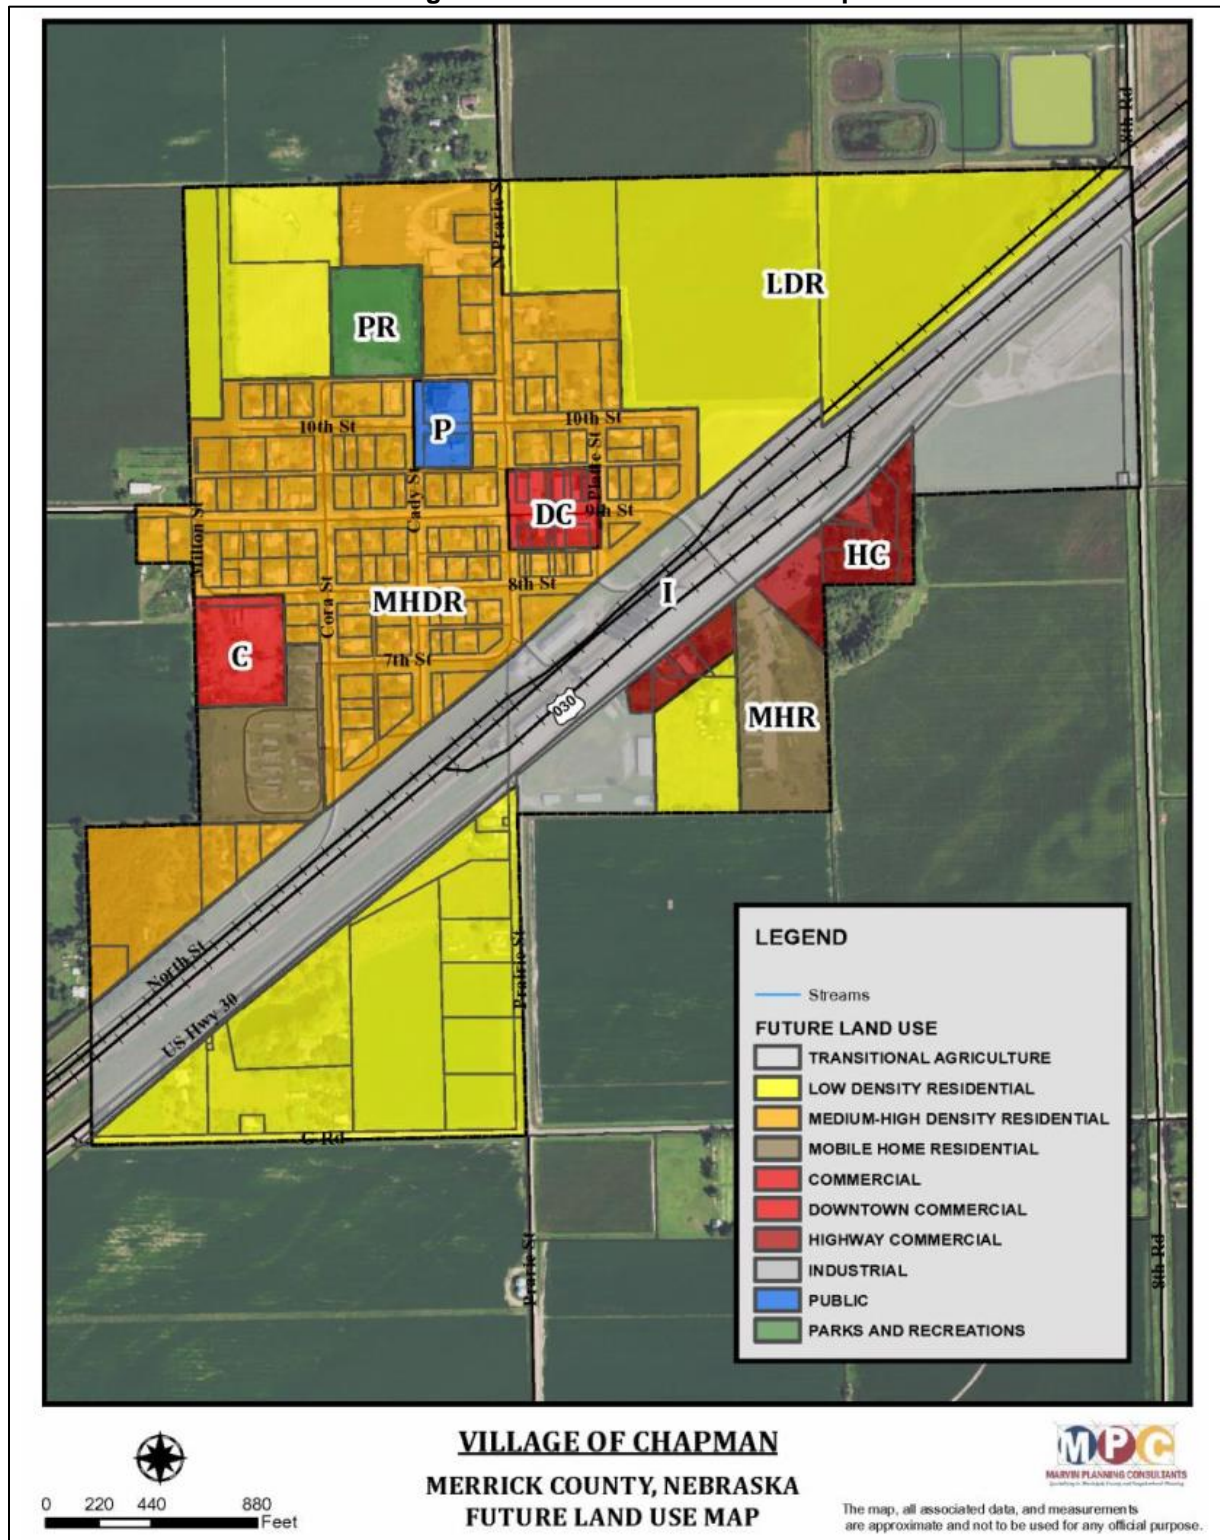 N Prairie S
8th Rd
LDR
PR
10th St
10th St
P
Platte St
Cady St
DC
9th St
Milton St
HC
8th St
I
MHDR
Cora St
C
7th St
030
MHR
North St
Prairie St
US Hwy 30
G Rd
Prairie St
8th Rd
LEGEND
Streams
FUTURE LAND USE
TRANSITIONAL AGRICULTURE
LOW DENSITY RESIDENTIAL
MEDIUM-HIGH DENSITY RESIDENTIAL
MOBILE HOME RESIDENTIAL
COMMERCIAL
DOWNTOWN COMMERCIAL
HIGHWAY COMMERCIAL
INDUSTRIAL
PUBLIC
PARKS AND RECREATIONS
VILLAGE OF CHAPMAN
MERRICK COUNTY, NEBRASKA
FUTURE LAND USE MAP
0 220 440 880
Feet
MPC
MARVIN PLANNING CONSULTANTS
The map, all associated data, and measurements
are approximate and not to be used for any official purpose.